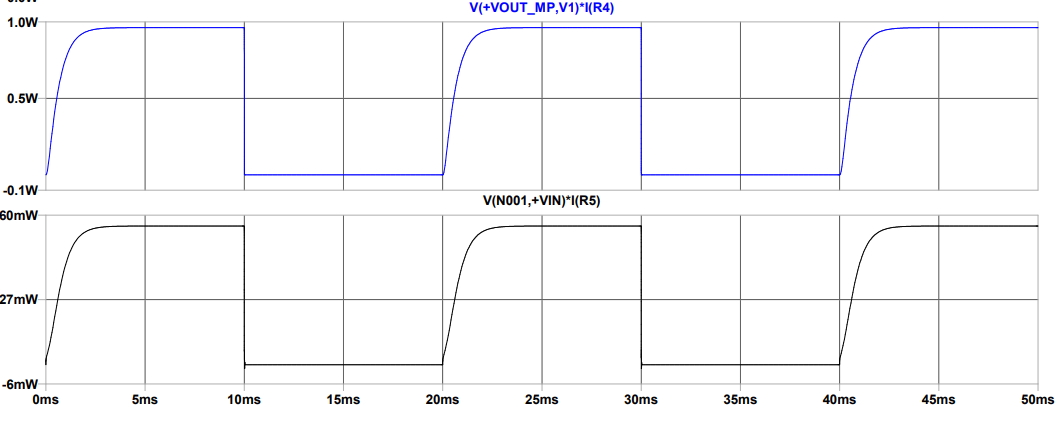 V(+VOUT_MP,V1)*I(R4)
1.0W
0.5W
-0.1W
V(N001,+VIN)*I(R5)
60mW
27mW
-6mW
0ms 5ms 10ms 15ms 20ms 25ms 30ms 35ms 40ms 45ms 50ms